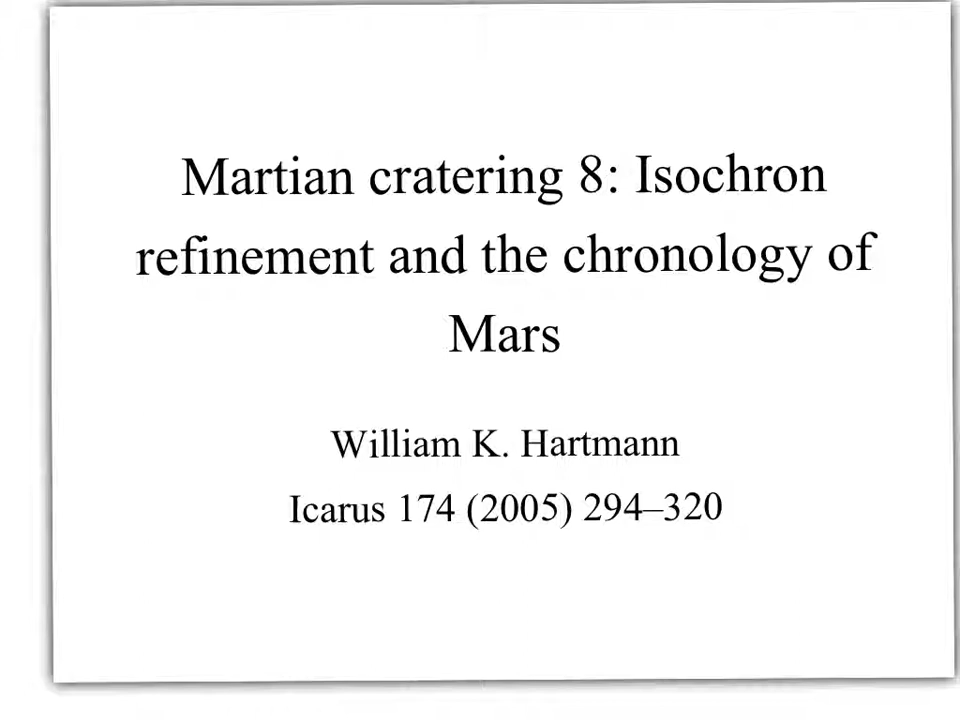 Martian cratering 8: Isochron
refinement and the chronology of
Mars
William K. Hartmann
Icarus 174 (2005) 294–320